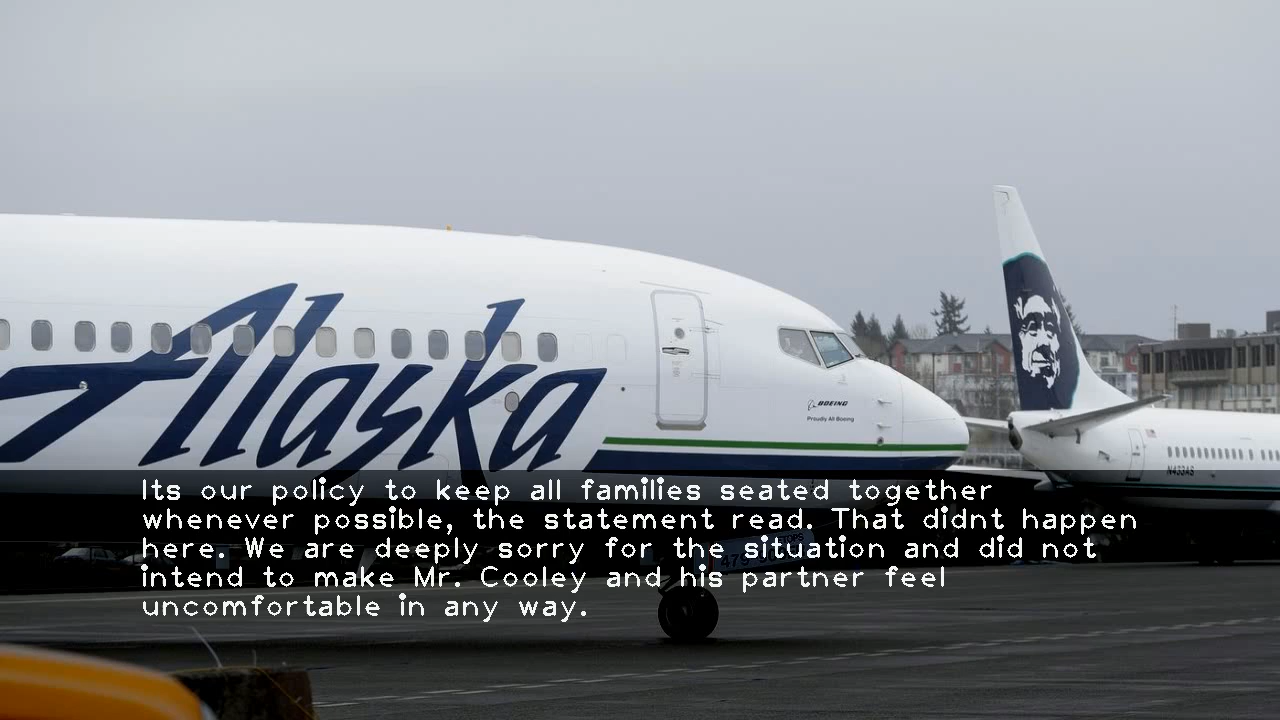 Alaska
BOEING
Proudly All Boeing
N433AS
Its our policy to keep all families seated together
whenever possible, the statement read. That didnt happen
here. We are deeply sorry for the situation and did not
intend to make Mr. Cooley and his partner feel
uncomfortable in any way.